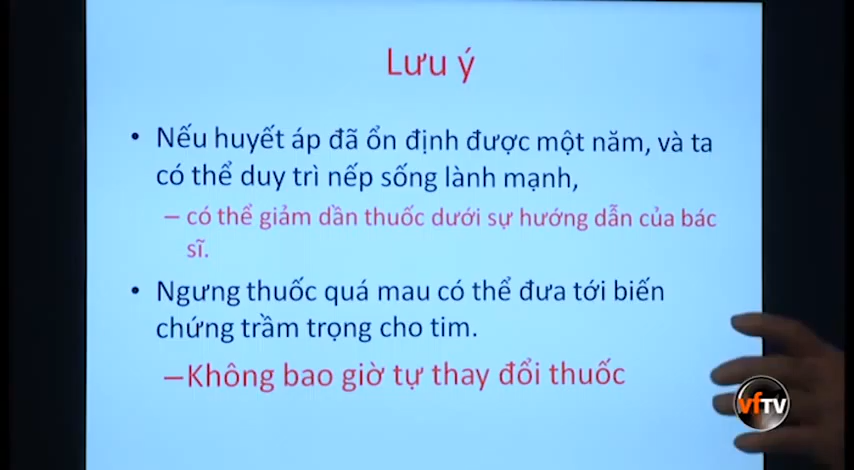 Lưu ý
• Nếu huyết áp đã ổn định được một năm, và ta
có thể duy trì nếp sống lành mạnh,
– có thể giảm dần thuốc dưới sự hướng dẫn của bác
sĩ.
• Ngưng thuốc quá mau có thể đưa tới biến
chứng trầm trọng cho tim.
–Không bao giờ tự thay đổi thuốc
vfTV